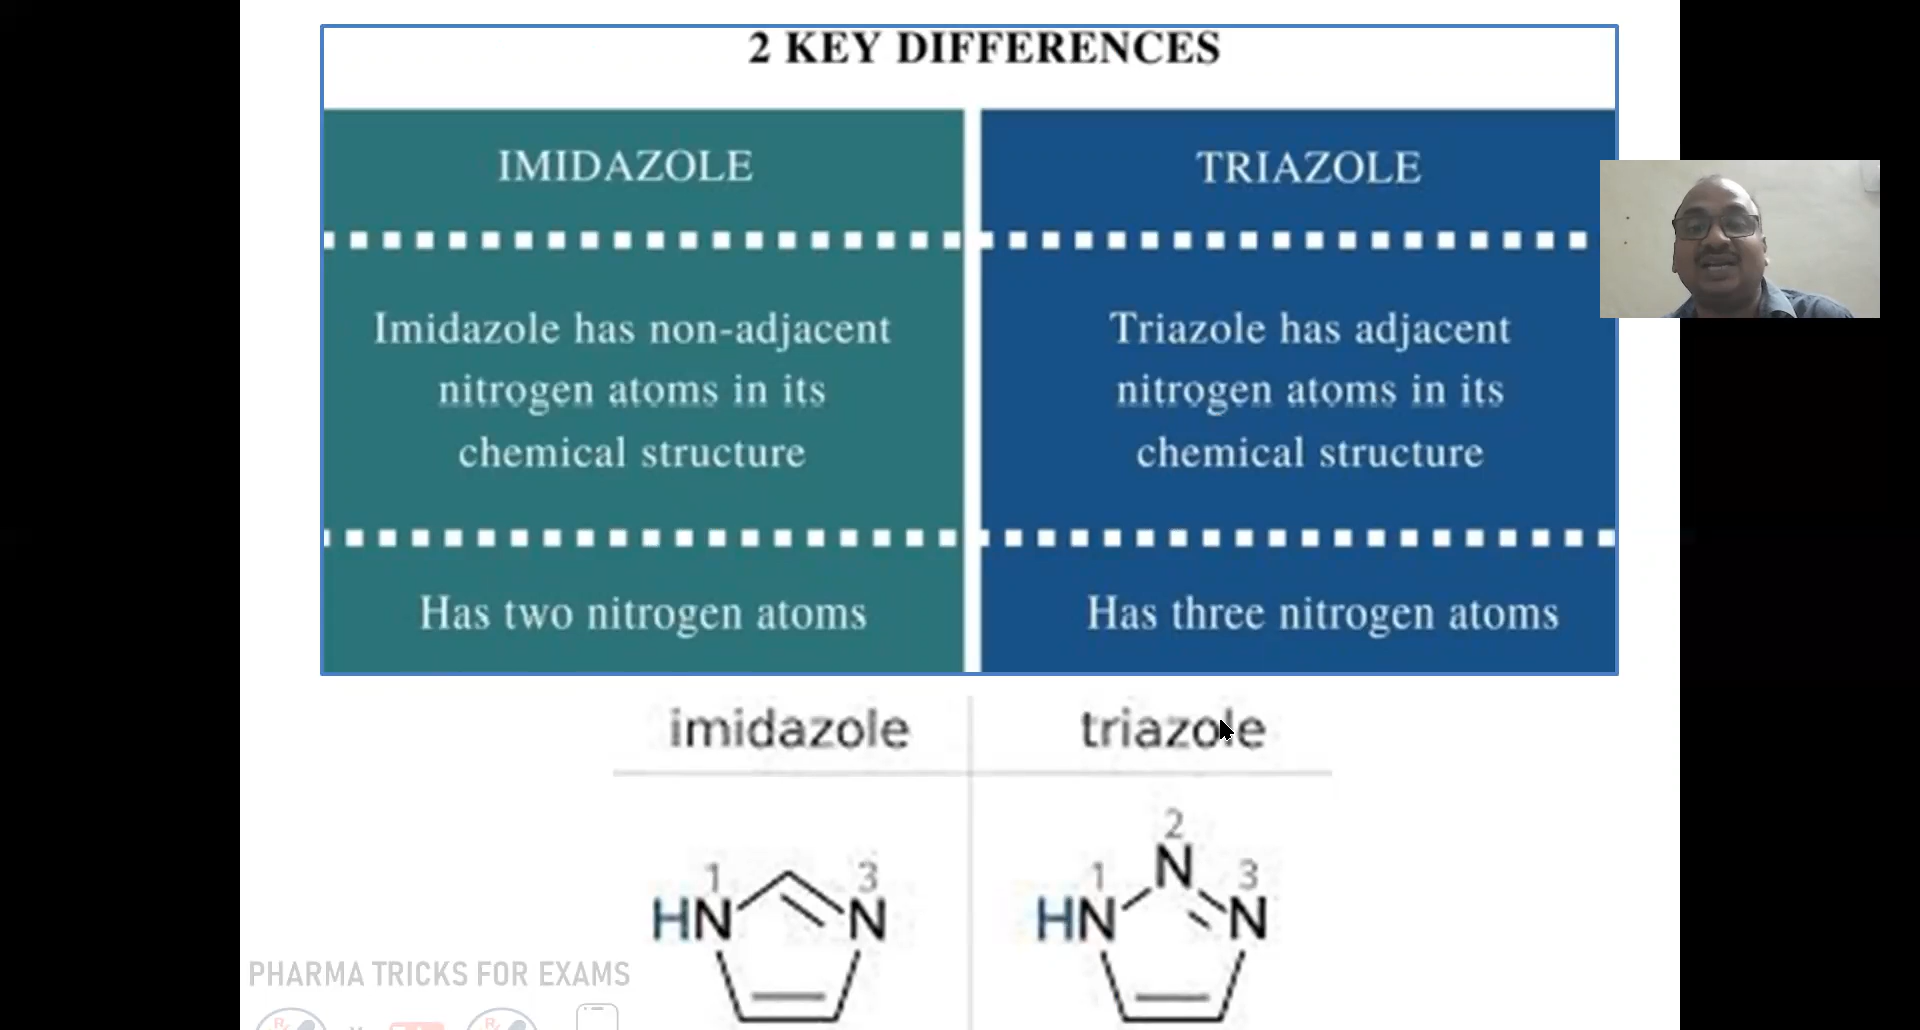 2 KEY DIFFERENCES
IMIDAZOLE
Imidazole has non-adjacent
nitrogen atoms in its
chemical structure
Has two nitrogen atoms
TRIAZOLE
Triazole has adjacent
nitrogen atoms in its
chemical structure
Has three nitrogen atoms
imidazole
triazole
1
3
HN
N
2
N
1
3
HN
N
PHARMA TRICKS FOR EXAMS